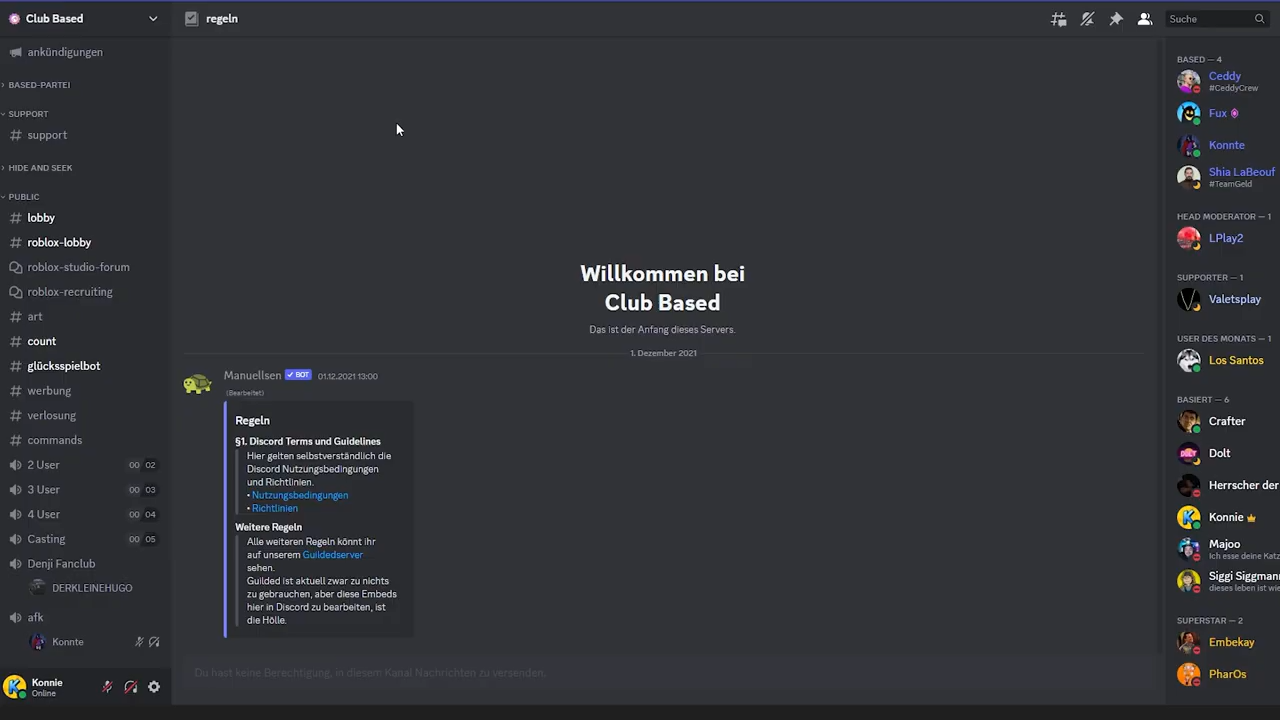 Club Based
ankündigungen
BASED-PARTEI
SUPPORT
support
HIDE AND SEEK
PUBLIC
lobby
roblox-lobby
roblox-studio-forum
roblox-recruiting
art
count
glücksspielbot
werbung
verlosung
commands
2 User 00 02
3 User 00 03
4 User 00 04
Casting 00 05
Denji Fanclub
DERKLEINEHUGO
afk
Konnte
Konnie
Online
regeln
Suche
Willkommen bei
Club Based
Das ist der Anfang dieses Servers.
1. Dezember 2021
Manuellsen BOT 01.12.2021 13:00
(Bearbeitet)
Regeln
§1. Discord Terms und Guidelines
Hier gelten selbstverständlich die
Discord Nutzungsbedingungen
und Richtlinien.
• Nutzungsbedingungen
• Richtlinien
Weitere Regeln
Alle weiteren Regeln könnt ihr
auf unserem Guildedserver
sehen.
Guilded ist aktuell zwar zu nichts
zu gebrauchen, aber diese Embeds
hier in Discord zu bearbeiten, ist
die Hölle.
Du hast keine Berechtigung, in diesem Kanal Nachrichten zu versenden.
BASED — 4
Ceddy
#CeddyCrew
Fux
Konnte
Shia LaBeouf
#TeamGeld
HEAD MODERATOR — 1
LPlay2
SUPPORTER — 1
Valetsplay
USER DES MONATS — 1
Los Santos
BASIERT — 6
Crafter
Dolt
Herrscher der
Konnie
Majoo
Ich esse deine Katz
Siggi Siggmann
dieses leben ist wie
SUPERSTAR — 2
Embekay
PharOs